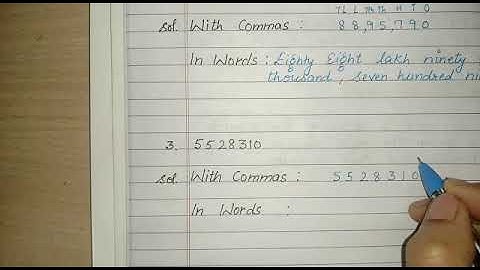 TL L TTh Th H T O
Sol. With Commas : 8 8 , 9 5 , 7 9 0
In Words : Eighty Eight lakh ninety
thousand, seven hundred
3. 5528310
Sol. With Commas : 5 5 2 8 3 1 0
In Words :